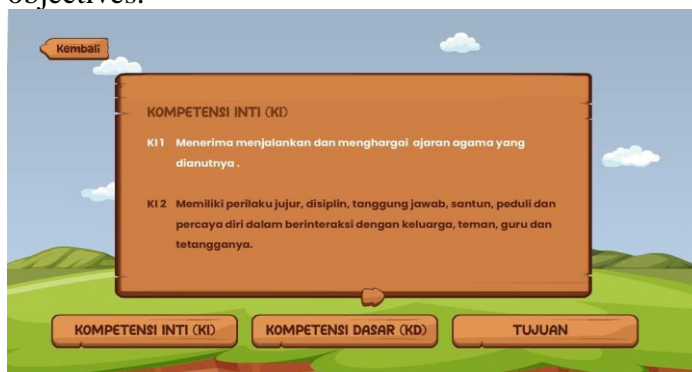 objectives.
Kembali
KOMPETENSI INTI (KI)
KI 1 Menerima menjalankan dan menghargai ajaran agama yang
dianutnya .
KI 2 Memiliki perilaku jujur, disiplin, tanggung jawab, santun, peduli dan
percaya diri dalam berinteraksi dengan keluarga, teman, guru dan
tetangganya.
KOMPETENSI INTI (KI) KOMPETENSI DASAR (KD) TUJUAN